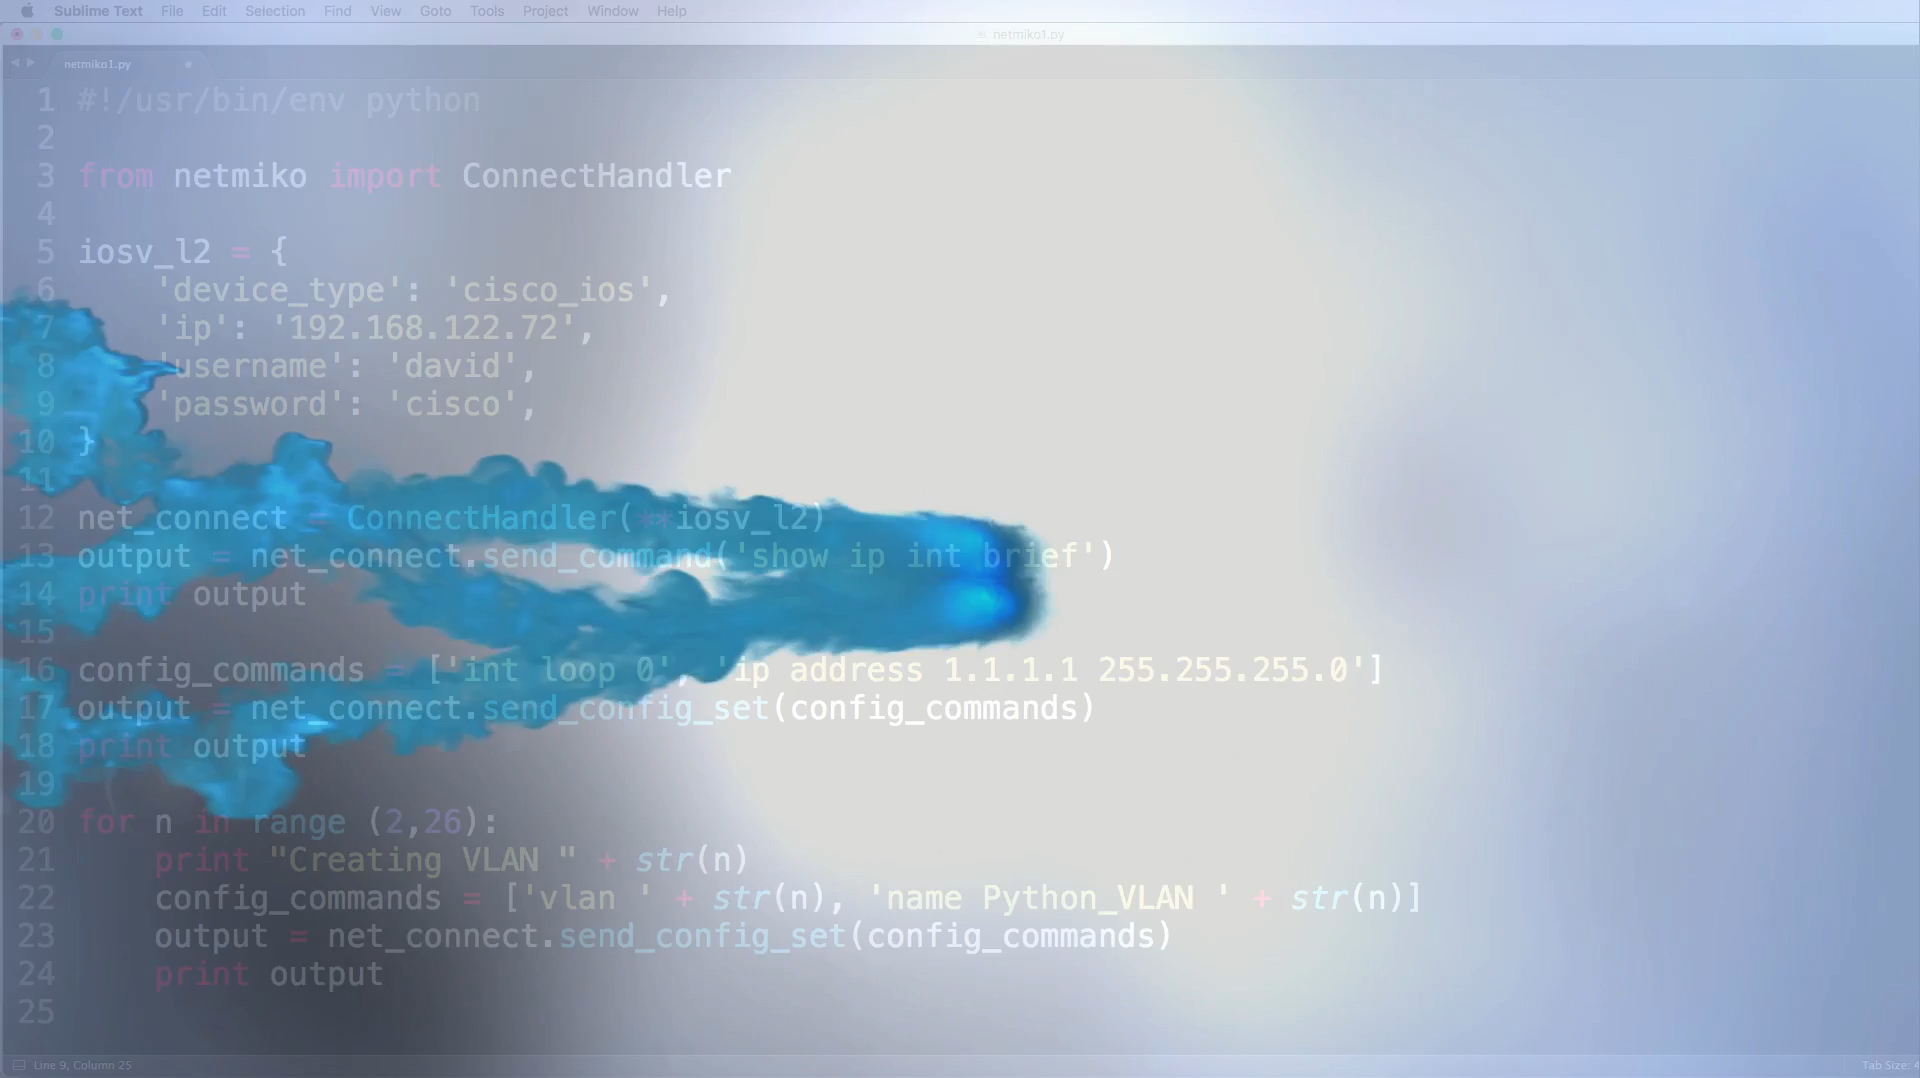 Sublime Text File Edit Selection Find View Goto Tools Project Window Help
netmiko1.py
netmiko1.py
1 #!/usr/bin/env python
2
3 from netmiko import ConnectHandler
4
5 iosv_l2 = {
6 'device_type': 'cisco_ios',
7 'ip': '192.168.122.72',
8 'username': 'david',
9 'password': 'cisco',
10 }
11
12 net_connect = ConnectHandler(**iosv_l2)
13 output = net_connect.send_command('show ip int brief')
14 print output
15
16 config_commands = ['int loop 0', 'ip address 1.1.1.1 255.255.255.0']
17 output = net_connect.send_config_set(config_commands)
18 print output
19
20 for n in range (2,26):
21 print "Creating VLAN " + str(n)
22 config_commands = ['vlan ' + str(n), 'name Python_VLAN ' + str(n)]
23 output = net_connect.send_config_set(config_commands)
24 print output
25
Line 9, Column 25
Tab Size: 4